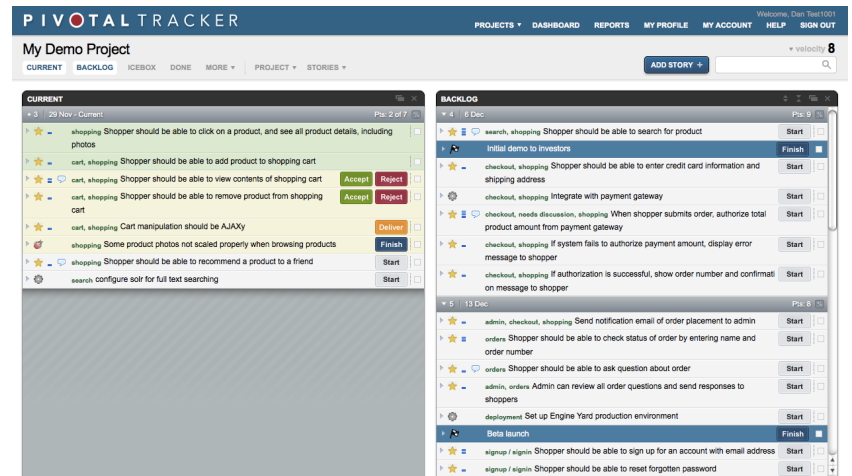 PIVOTAL TRACKER
Welcome, Dan Test1001
PROJECTS ▾ DASHBOARD REPORTS MY PROFILE MY ACCOUNT HELP SIGN OUT
My Demo Project
▾ velocity 8
CURRENT BACKLOG ICEBOX DONE MORE ▾ PROJECT ▾ STORIES ▾
ADD STORY +
CURRENT
3 29 Nov - Current Pts: 2 of 7
shopping Shopper should be able to click on a product, and see all product details, including
photos
cart, shopping Shopper should be able to add product to shopping cart
cart, shopping Shopper should be able to view contents of shopping cart Accept Reject
cart, shopping Shopper should be able to remove product from shopping Accept Reject
cart
cart, shopping Cart manipulation should be AJAXy Deliver
shopping Some product photos not scaled properly when browsing products Finish
shopping Shopper should be able to recommend a product to a friend Start
search configure solr for full text searching Start
BACKLOG
4 6 Dec Pts: 9
search, shopping Shopper should be able to search for product Start
Initial demo to investors Finish
checkout, shopping Shopper should be able to enter credit card information and Start
shipping address
checkout, shopping Integrate with payment gateway Start
checkout, needs discussion, shopping When shopper submits order, authorize total Start
product amount from payment gateway
checkout, shopping If system fails to authorize payment amount, display error Start
message to shopper
checkout, shopping If authorization is successful, show order number and confirmati Start
on message to shopper
5 13 Dec Pts: 8
admin, checkout, shopping Send notification email of order placement to admin Start
orders Shopper should be able to check status of order by entering name and Start
order number
orders Shopper should be able to ask question about order Start
admin, orders Admin can review all order questions and send responses to Start
shoppers
deployment Set up Engine Yard production environment Start
Beta launch Finish
signup / signin Shopper should be able to sign up for an account with email address Start
signup / signin Shopper should be able to reset forgotten password Start